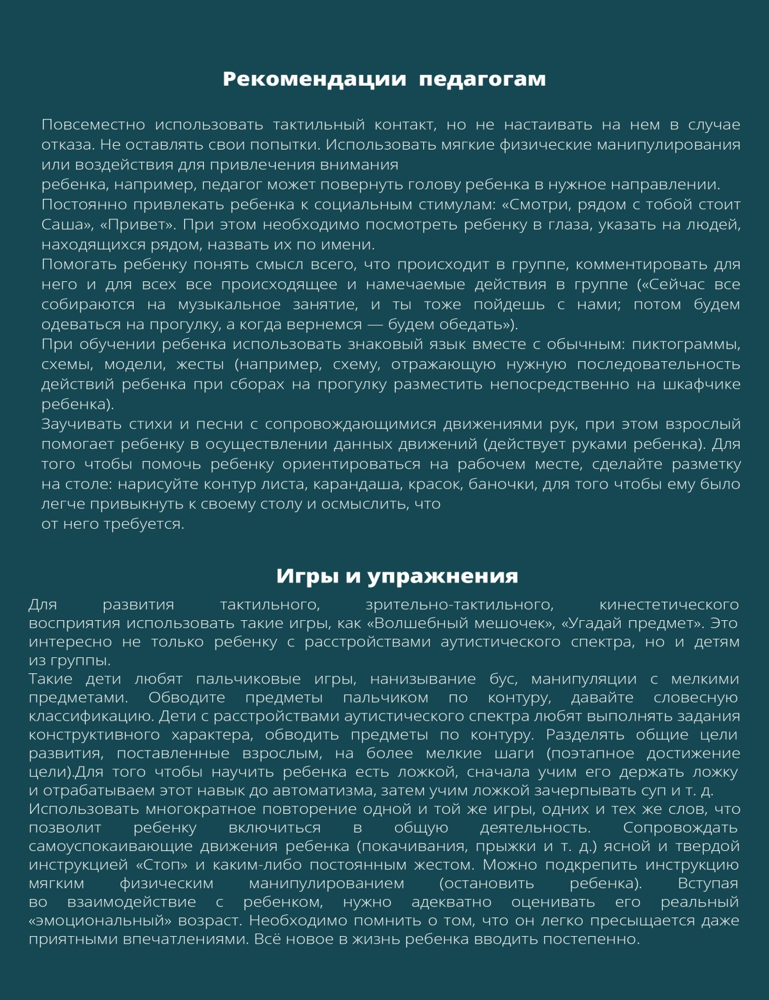 Рекомендации педагогам
Повсеместно использовать тактильный контакт, но не настаивать на нем в случае
отказа. Не оставлять свои попытки. Использовать мягкие физические манипулирования
или воздействия для привлечения внимания
ребенка, например, педагог может повернуть голову ребенка в нужное направлении.
Постоянно привлекать ребенка к социальным стимулам: «Смотри, рядом с тобой стоит
Саша», «Привет». При этом необходимо посмотреть ребенку в глаза, указать на людей,
находящихся рядом, назвать их по имени.
Помогать ребенку понять смысл всего, что происходит в группе, комментировать для
него и для всех все происходящее и намечаемые действия в группе («Сейчас все
собираются на музыкальное занятие, и ты тоже пойдешь с нами; потом будем
одеваться на прогулку, а когда вернемся — будем обедать»).
При обучении ребенка использовать знаковый язык вместе с обычным: пиктограммы,
схемы, модели, жесты (например, схему, отражающую нужную последовательность
действий ребенка при сборах на прогулку разместить непосредственно на шкафчике
ребенка).
Заучивать стихи и песни с сопровождающимися движениями рук, при этом взрослый
помогает ребенку в осуществлении данных движений (действует руками ребенка). Для
того чтобы помочь ребенку ориентироваться на рабочем месте, сделайте разметку
на столе: нарисуйте контур листа, карандаша, красок, баночки, для того чтобы ему было
легче привыкнуть к своему столу и осмыслить, что
от него требуется.
Игры и упражнения
Для развития тактильного, зрительно-тактильного, кинестетического
восприятия использовать такие игры, как «Волшебный мешочек», «Угадай предмет». Это
интересно не только ребенку с расстройствами аутистического спектра, но и детям
из группы.
Такие дети любят пальчиковые игры, нанизывание бус, манипуляции с мелкими
предметами. Обводите предметы пальчиком по контуру, давайте словесную
классификацию. Дети с расстройствами аутистического спектра любят выполнять задания
конструктивного характера, обводить предметы по контуру. Разделять общие цели
развития, поставленные взрослым, на более мелкие шаги (поэтапное достижение
цели).Для того чтобы научить ребенка есть ложкой, сначала учим его держать ложку
и отрабатываем этот навык до автоматизма, затем учим ложкой зачерпывать суп и т. д.
Использовать многократное повторение одной и той же игры, одних и тех же слов, что
позволит ребенку включиться в общую деятельность. Сопровождать
самоуспокаивающие движения ребенка (покачивания, прыжки и т. д.) ясной и твердой
инструкцией «Стоп» и каким-либо постоянным жестом. Можно подкрепить инструкцию
мягким физическим манипулированием (остановить ребенка). Вступая
во взаимодействие с ребенком, нужно адекватно оценивать его реальный
«эмоциональный» возраст. Необходимо помнить о том, что он легко пресыщается даже
приятными впечатлениями. Всё новое в жизнь ребенка вводить постепенно.